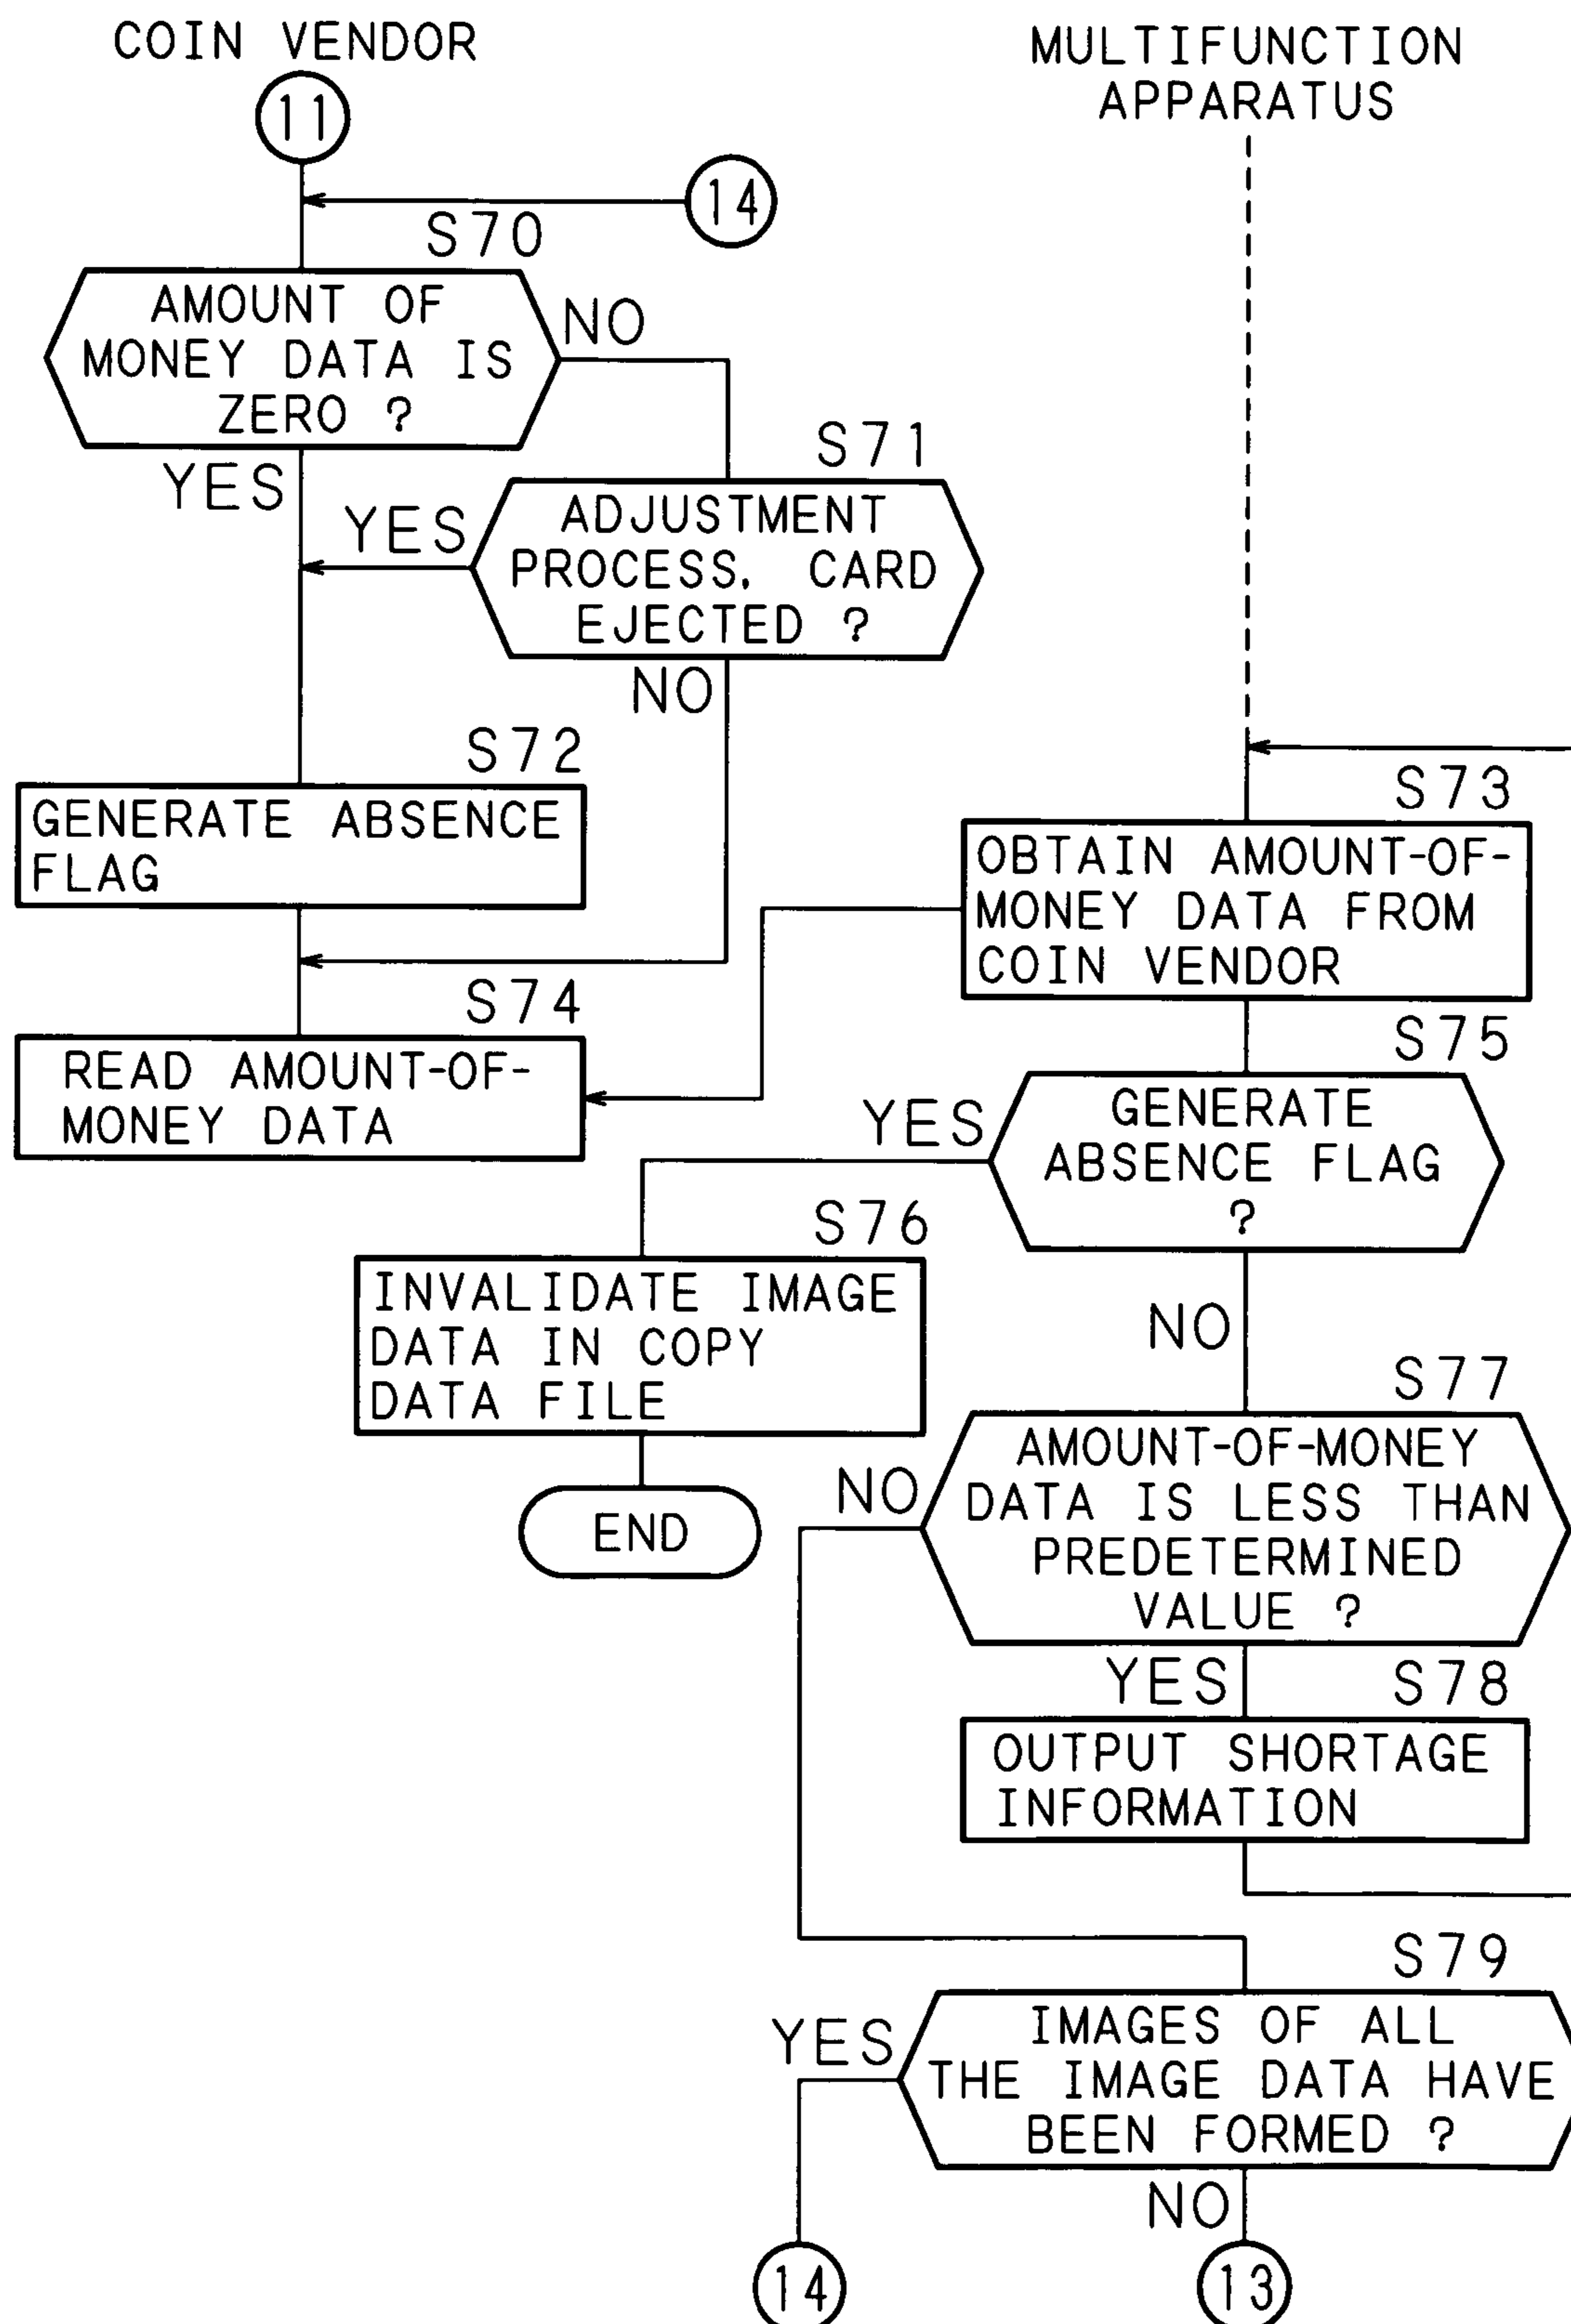 COIN VENDOR
11
MULTIFUNCTION
APPARATUS
14
S70
AMOUNT OF
MONEY DATA IS
ZERO ?
NO
YES
S71
ADJUSTMENT
PROCESS. CARD
EJECTED ?
YES
NO
S72
GENERATE ABSENCE
FLAG
S73
OBTAIN AMOUNT-OF-
MONEY DATA FROM
COIN VENDOR
S74
READ AMOUNT-OF-
MONEY DATA
S75
GENERATE
ABSENCE FLAG
?
YES
NO
S76
INVALIDATE IMAGE
DATA IN COPY
DATA FILE
END
S77
AMOUNT-OF-MONEY
DATA IS LESS THAN
PREDETERMINED
VALUE ?
NO
YES
S78
OUTPUT SHORTAGE
INFORMATION
S79
IMAGES OF ALL
THE IMAGE DATA HAVE
BEEN FORMED ?
YES
NO
14
13